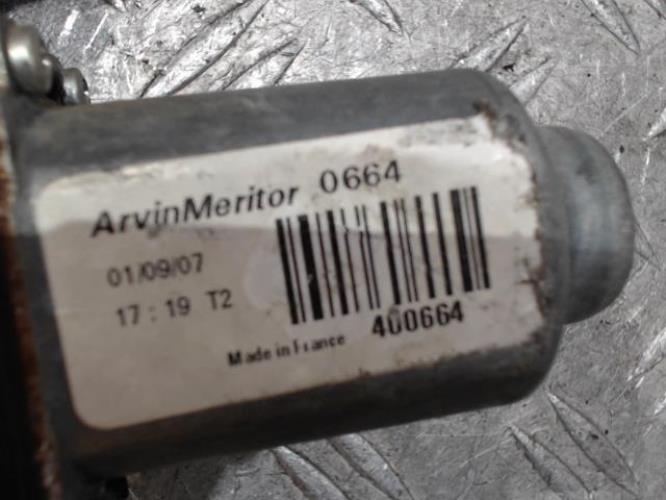 ArvinMeritor 0664
01/09/07
17 : 19 T2
400664
Made in France